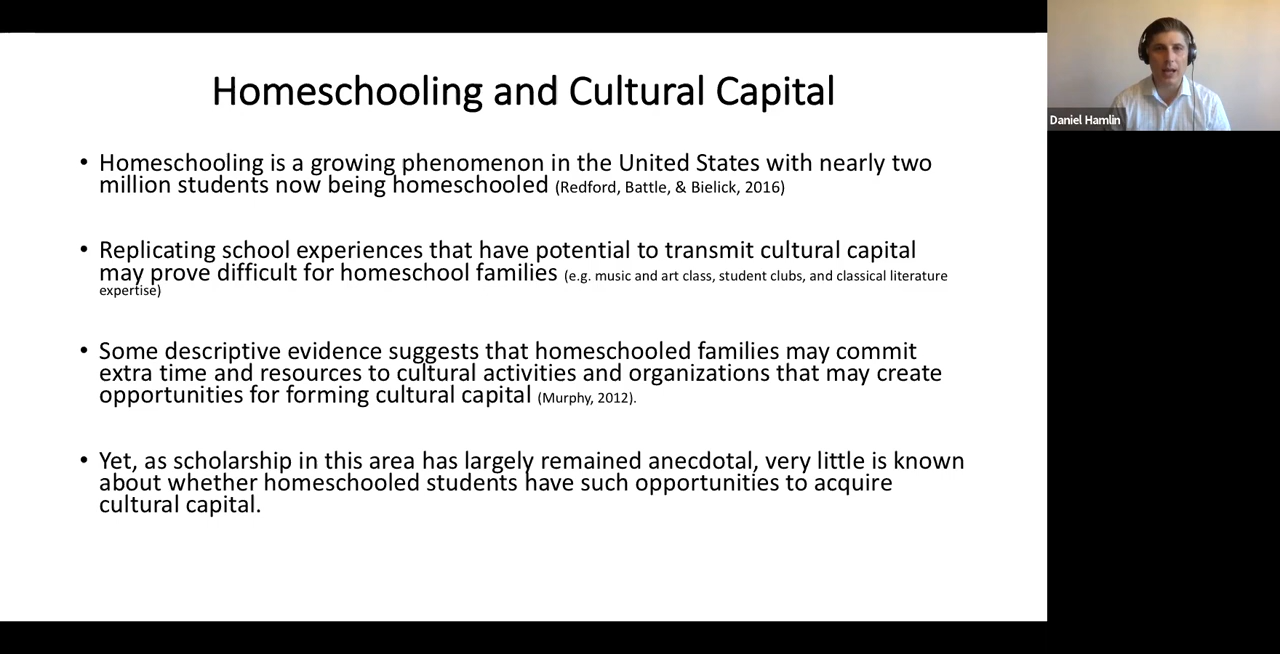 Homeschooling and Cultural Capital
• Homeschooling is a growing phenomenon in the United States with nearly two
million students now being homeschooled (Redford, Battle, & Bielick, 2016)
• Replicating school experiences that have potential to transmit cultural capital
may prove difficult for homeschool families (e.g. music and art class, student clubs, and classical literature
expertise)
• Some descriptive evidence suggests that homeschooled families may commit
extra time and resources to cultural activities and organizations that may create
opportunities for forming cultural capital (Murphy, 2012).
• Yet, as scholarship in this area has largely remained anecdotal, very little is known
about whether homeschooled students have such opportunities to acquire
cultural capital.
Daniel Hamlin